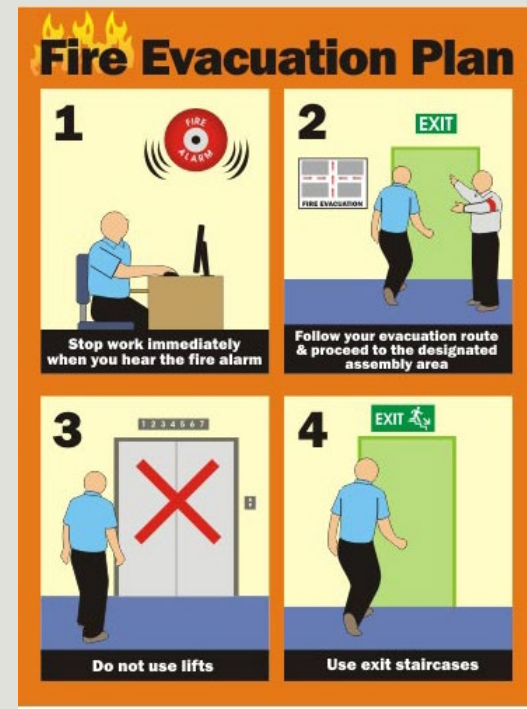 Fire Evacuation Plan
1
FIRE
ALARM
Stop work immediately
when you hear the fire alarm
2
EXIT
FIRE EVACUATION
Follow your evacuation route
& proceed to the designated
assembly area
3
1 2 3 4 5 6 7
Do not use lifts
4
EXIT
Use exit staircases